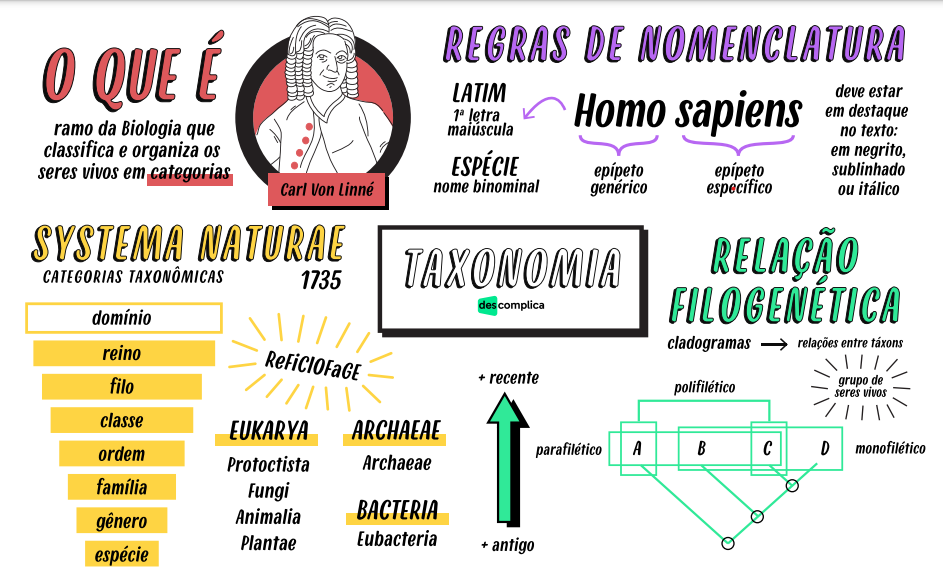 O QUE É
ramo da Biologia que
classifica e organiza os
seres vivos em categorias
Carl Von Linné
REGRAS DE NOMENCLATURA
LATIM
1ª letra
maiúscula
ESPÉCIE
nome binominal
Homo sapiens
epípeto
genérico
epípeto
específico
deve estar
em destaque
no texto:
em negrito,
sublinhado
ou itálico
SYSTEMA NATURAE
CATEGORIAS TAXONÔMICAS
1735
domínio
reino
filo
classe
ordem
família
gênero
espécie
ReFiClOFaGE
EUKARYA
Protoctista
Fungi
Animalia
Plantae
ARCHAEAE
Archaeae
BACTERIA
Eubacteria
TAXONOMIA
descomplica
+ recente
+ antigo
RELAÇÃO
FILOGENÉTICA
cladogramas → relações entre táxons
grupo de
seres vivos
polifilético
parafilético
A B C D
monofilético